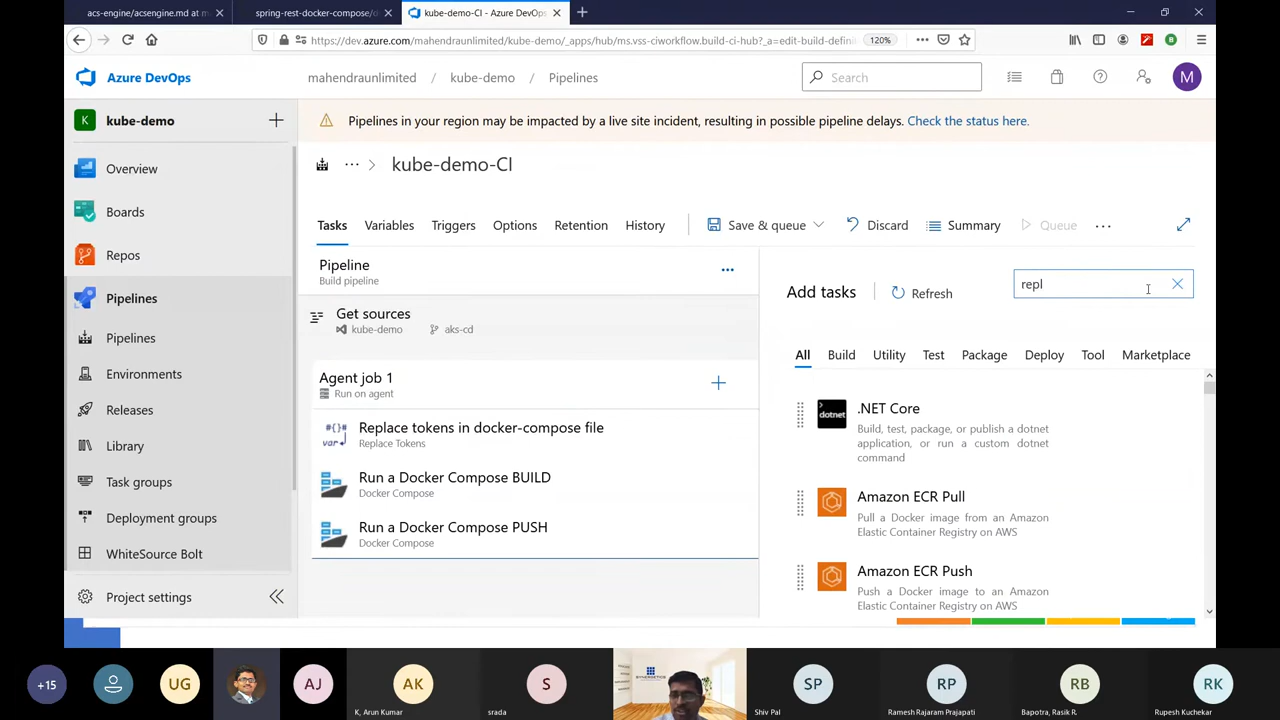 acs-engine/acsengine.md at m
spring-rest-docker-compose/d
kube-demo-CI - Azure DevOps
https://dev.azure.com/mahendraunlimited/kube-demo/_apps/hub/ms.vss-ciworkflow.build-ci-hub?_a=edit-build-defini
120%
Azure DevOps
mahendraunlimited / kube-demo / Pipelines
Search
M
K
kube-demo
Pipelines in your region may be impacted by a live site incident, resulting in possible pipeline delays. Check the status here.
Overview
Boards
Repos
Pipelines
Pipelines
Environments
Releases
Library
Task groups
Deployment groups
WhiteSource Bolt
Project settings
kube-demo-CI
Tasks Variables Triggers Options Retention History
Save & queue
Discard
Summary
Queue
Pipeline
Build pipeline
Get sources
kube-demo
aks-cd
Agent job 1
Run on agent
Replace tokens in docker-compose file
Replace Tokens
Run a Docker Compose BUILD
Docker Compose
Run a Docker Compose PUSH
Docker Compose
Add tasks
Refresh
repl
All Build Utility Test Package Deploy Tool Marketplace
dotnet
.NET Core
Build, test, package, or publish a dotnet
application, or run a custom dotnet
command
Amazon ECR Pull
Pull a Docker image from an Amazon
Elastic Container Registry on AWS
Amazon ECR Push
Push a Docker image to an Amazon
Elastic Container Registry on AWS
+15
UG
AJ
AK
K, Arun Kumar
S
srada
SYNERGETICS
SP
Shiv Pal
RP
Ramesh Rajaram Prajapati
RB
Bapotra, Rasik R.
RK
Rupesh Kuchekar